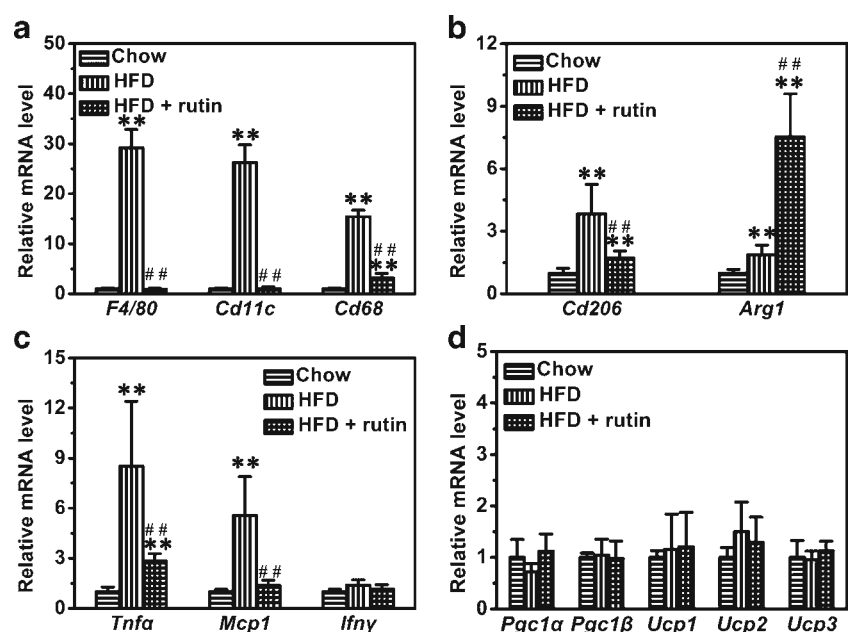 a
Relative mRNA level
50
40
30
20
10
0
Chow
HFD
HFD + rutin
**
##
**
##
**
##
**
F4/80 Cd11c Cd68
b
Relative mRNA level
12
9
6
3
0
Chow
HFD
HFD + rutin
**
##
**
**
##
**
Cd206 Arg1
c
Relative mRNA level
15
12
9
6
3
0
Chow
HFD
HFD + rutin
**
##
**
**
##
Tnfα Mcp1 Ifnγ
d
Relative mRNA level
5
4
3
2
1
0
Chow
HFD
HFD + rutin
Pgc1α Pgc1β Ucp1 Ucp2 Ucp3